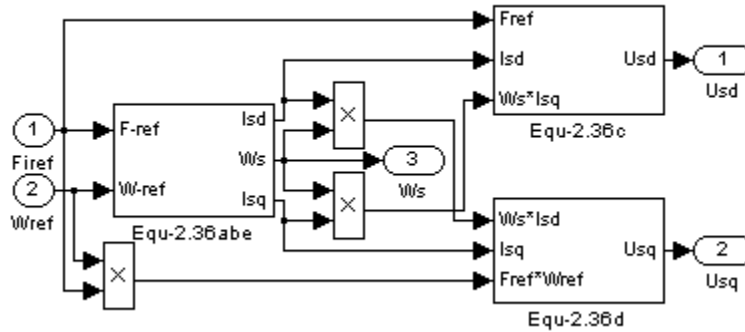 Fref
Isd
Ws*Isq
Usd
1
Usd
Equ-2.36c
1
Firef
2
Wref
F-ref
W-ref
Isd
Ws
Isq
Equ-2.36abe
×
×
×
3
Ws
Ws*Isd
Isq
Fref*Wref
Usq
2
Usq
Equ-2.36d